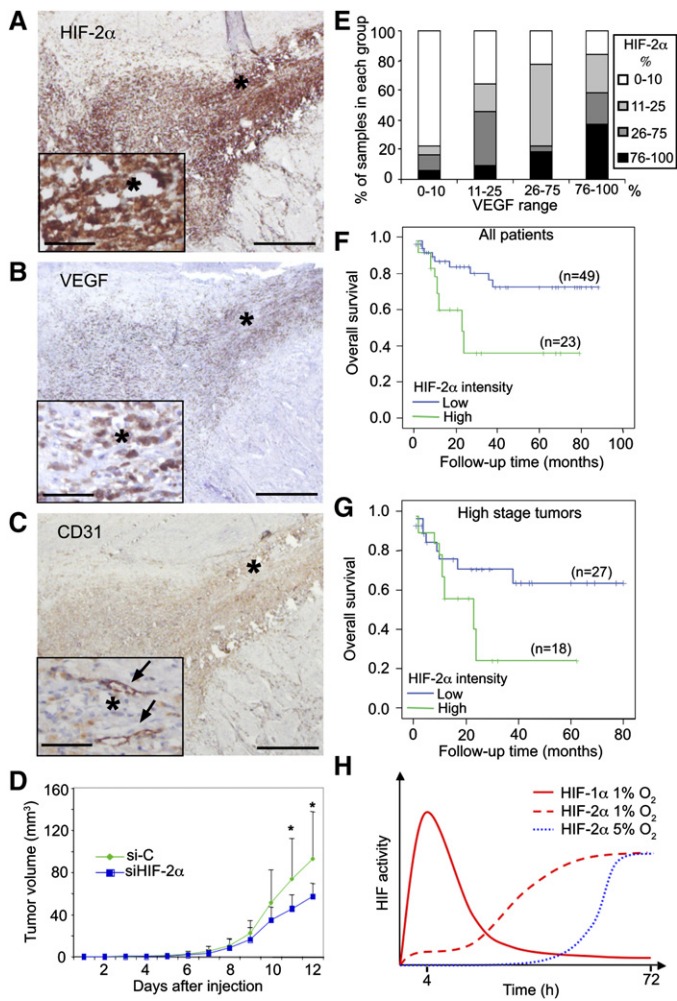 A
HIF-2α
*
*
B
VEGF
*
*
C
CD31
*
*
D
Tumor volume (mm³)
160
120
80
40
0
si-C
siHIF-2α
*
*
2 4 6 8 10 12
Days after injection
E
% of samples in each group
100
80
60
40
20
0
0-10 11-25 26-75 76-100 %
VEGF range
HIF-2α
%
0-10
11-25
26-75
76-100
F
All patients
Overall survival
1.0
0.8
0.6
0.4
0.2
0.0
(n=49)
(n=23)
HIF-2α intensity
Low
High
0 20 40 60 80 100
Follow-up time (months)
G
High stage tumors
Overall survival
1.0
0.8
0.6
0.4
0.2
0.0
(n=27)
(n=18)
HIF-2α intensity
Low
High
0 20 40 60 80
Follow-up time (months)
H
HIF activity
HIF-1α 1% O₂
HIF-2α 1% O₂
HIF-2α 5% O₂
4 72
Time (h)